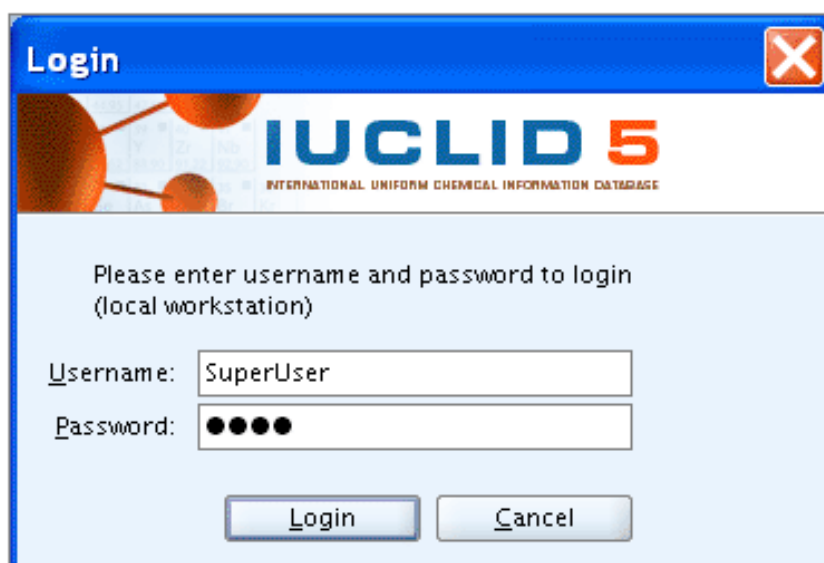 Login
IUCLID 5
INTERNATIONAL UNIFORM CHEMICAL INFORMATION DATABASE
Please enter username and password to login
(local workstation)
Username: SuperUser
Password: ●●●●
Login Cancel